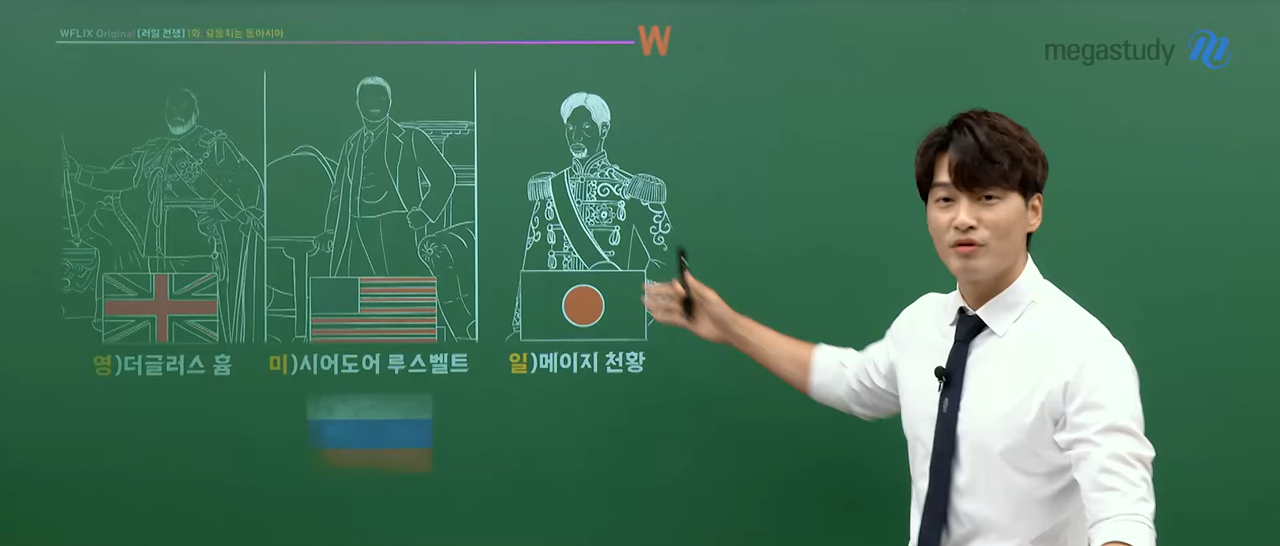 WFLIX Original [러일 전쟁] 1화. 요동치는 동아시아
W
megastudy
영)더글러스 흄
미)시어도어 루스벨트
일)메이지 천황